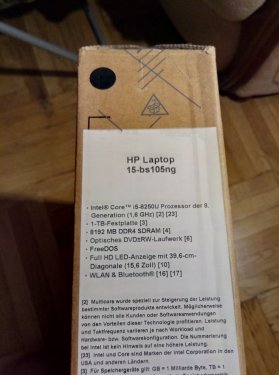 HP Laptop
15-bs105ng
- Intel® Core™ i5-8250U Prozessor der 8.
Generation (1,6 GHz) [2] [23]
- 1-TB-Festplatte [3]
- 8192 MB DDR4 SDRAM [4]
- Optisches DVD±RW-Laufwerk [6]
- FreeDOS
- Full HD LED-Anzeige mit 39,6-cm-
Diagonale (15,6 Zoll) [10]
- WLAN & Bluetooth® [16] [17]
[2] Multicore wurde speziell zur Steigerung der Leistung
bestimmter Softwareprodukte entwickelt. Möglicherweise
können nicht alle Kunden oder Softwareanwendungen
von den Vorteilen dieser Technologie profitieren. Leistung
und Taktfrequenz variieren je nach Workload und
Hardware- bzw. Softwarekonfiguration. Die Nummerierung
bei Intel ist kein Hinweis auf eine höhere Leistung.
[23] Intel und Core sind Marken der Intel Corporation in den
USA und anderen Ländern.
[3] Für Speichergeräte gilt: GB = 1 Milliarde Byte, TB = 1